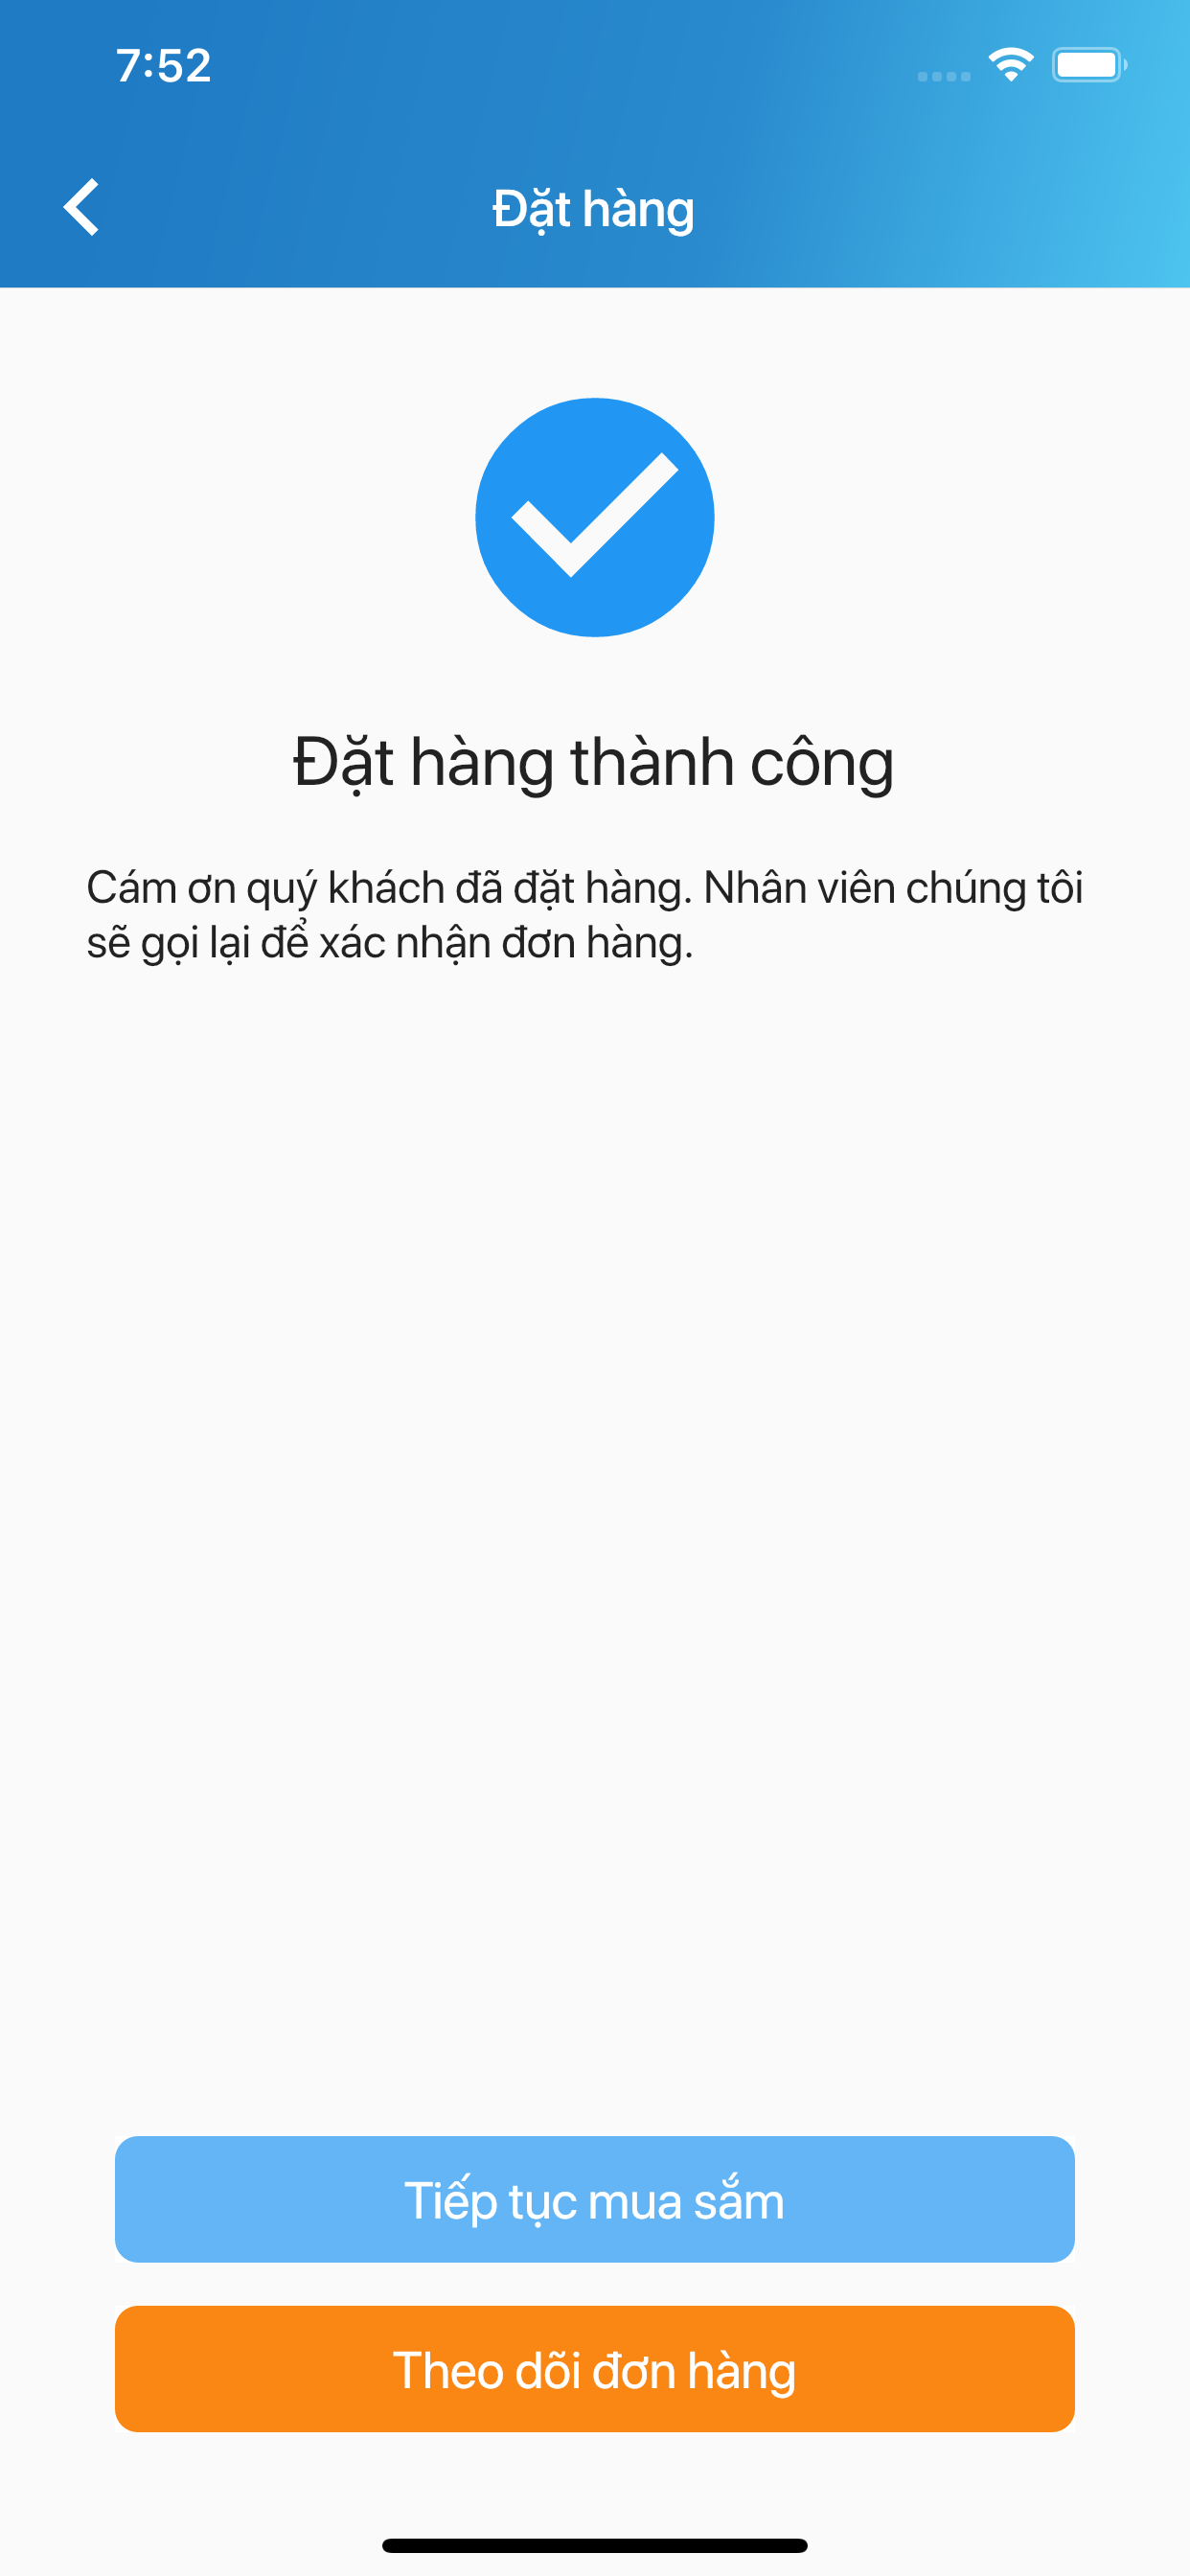 7:52
Đặt hàng
Đặt hàng thành công
Cám ơn quý khách đã đặt hàng. Nhân viên chúng tôi
sẽ gọi lại để xác nhận đơn hàng.
Tiếp tục mua sắm
Theo dõi đơn hàng